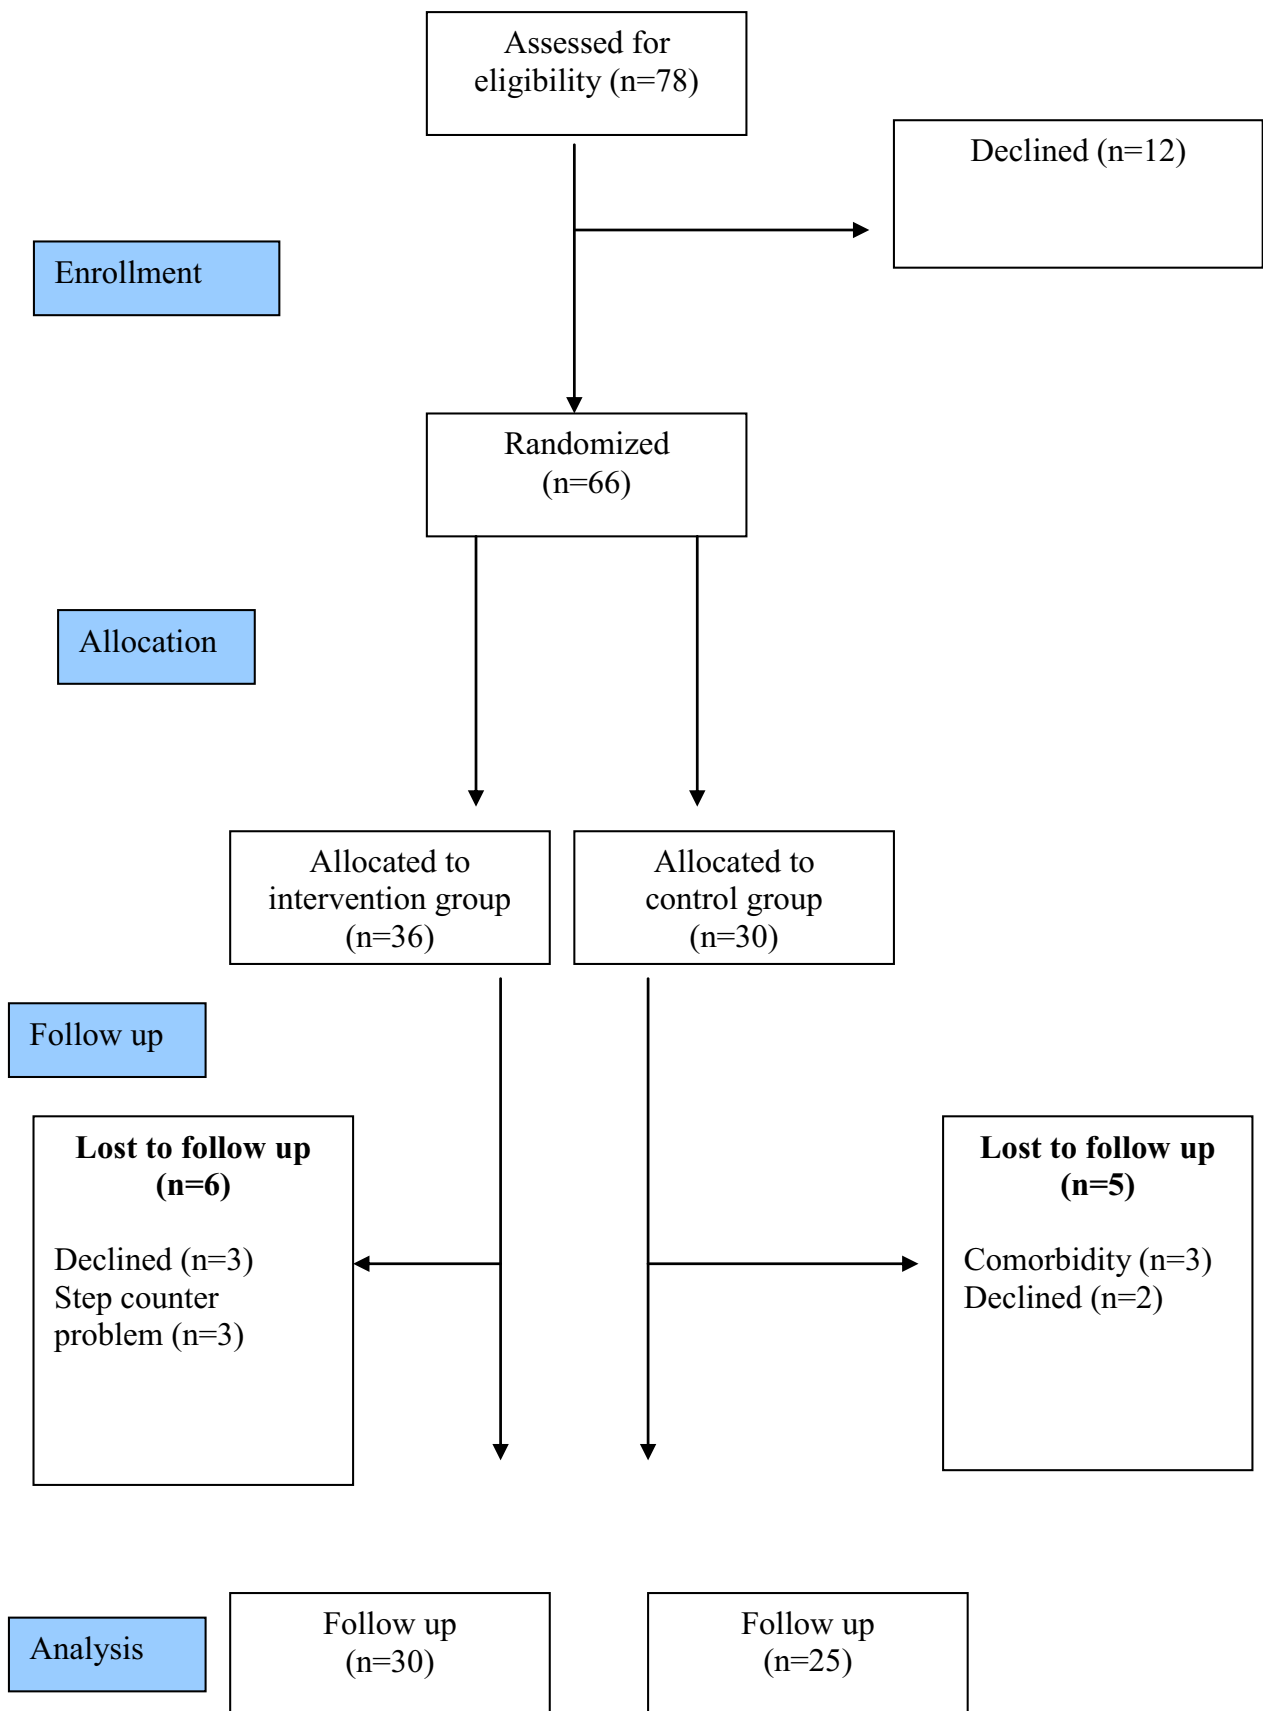 Assessed for
eligibility (n=78)
Declined (n=12)
Enrollment
Randomized
(n=66)
Allocation
Allocated to
intervention group
(n=36)
Allocated to
control group
(n=30)
Follow up
Lost to follow up
(n=6)
Declined (n=3)
Step counter
problem (n=3)
Lost to follow up
(n=5)
Comorbidity (n=3)
Declined (n=2)
Analysis
Follow up
(n=30)
Follow up
(n=25)